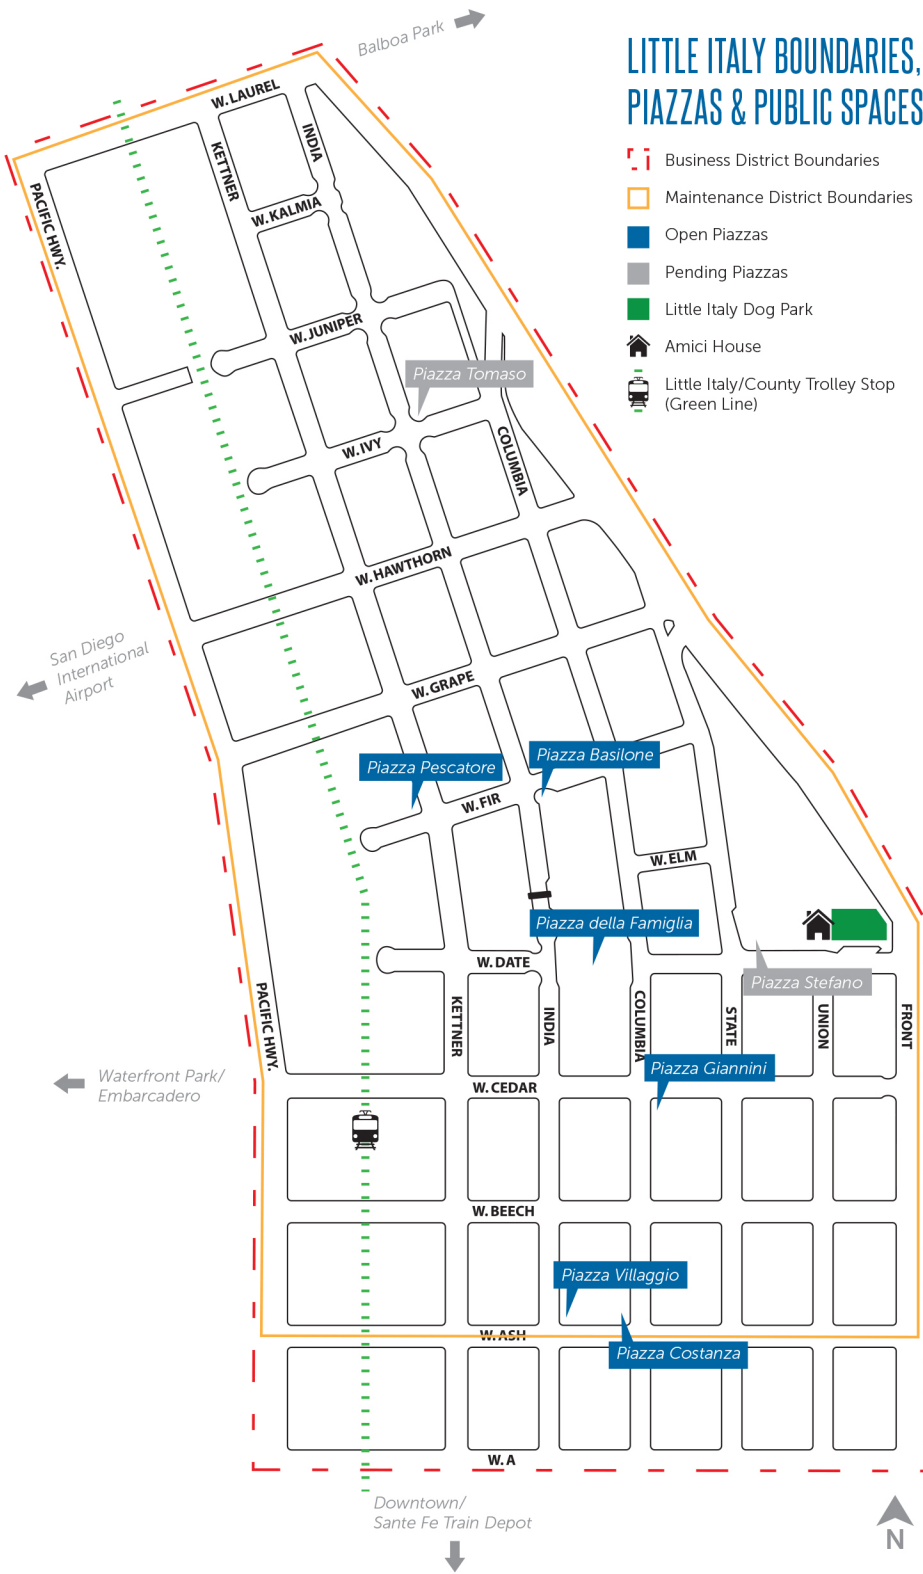 Balboa Park
LITTLE ITALY BOUNDARIES,
PIAZZAS & PUBLIC SPACES
Business District Boundaries
Maintenance District Boundaries
Open Piazzas
Pending Piazzas
Little Italy Dog Park
Amici House
Little Italy/County Trolley Stop
(Green Line)
W. LAUREL
INDIA
KETTNER
PACIFIC HWY.
W. KALMIA
W. JUNIPER
Piazza Tomaso
W. IVY
COLUMBIA
W. HAWTHORN
San Diego
International
Airport
W. GRAPE
Piazza Basilone
Piazza Pescatore
W. FIR
W. ELM
Piazza della Famiglia
W. DATE
Piazza Stefano
PACIFIC HWY.
KETTNER
INDIA
COLUMBIA
STATE
UNION
FRONT
Piazza Giannini
Waterfront Park/
Embarcadero
W. CEDAR
W. BEECH
Piazza Villaggio
W. ASH
Piazza Costanza
W. A
Downtown/
Sante Fe Train Depot
N